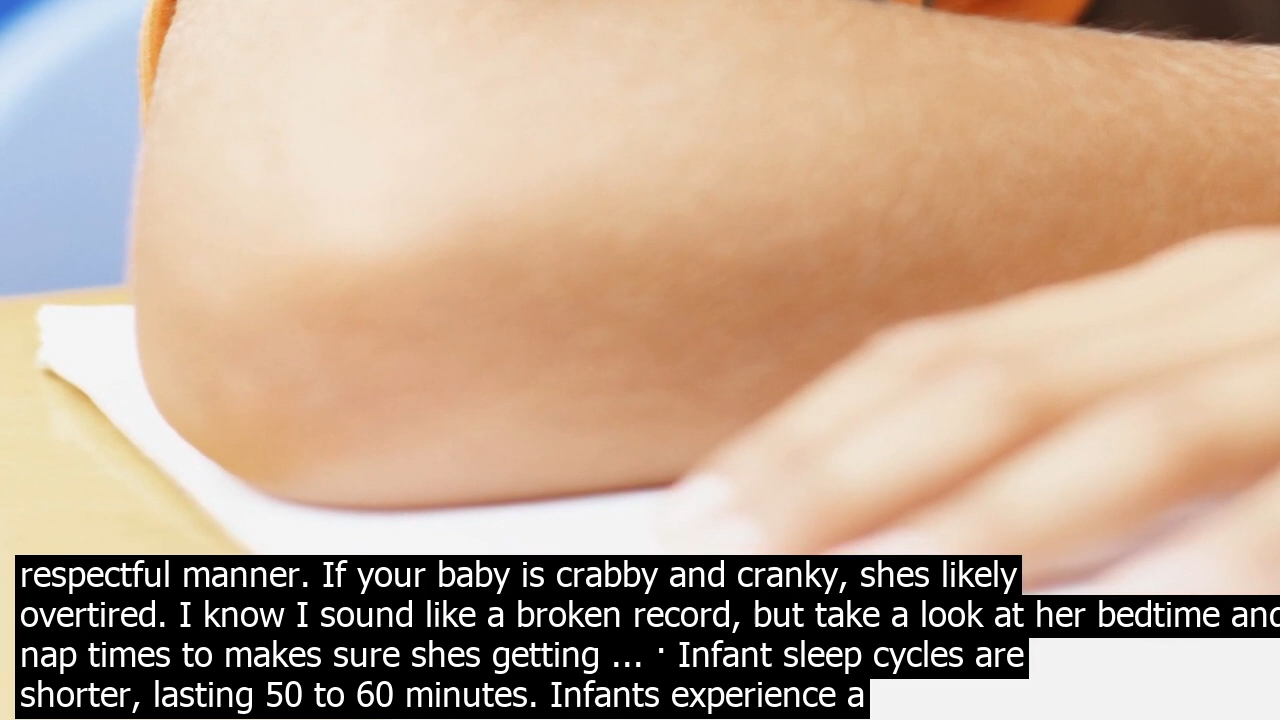 respectful manner. If your baby is crabby and cranky, shes likely
overtired. I know I sound like a broken record, but take a look at her bedtime and
nap times to makes sure shes getting ... · Infant sleep cycles are
shorter, lasting 50 to 60 minutes. Infants experience a